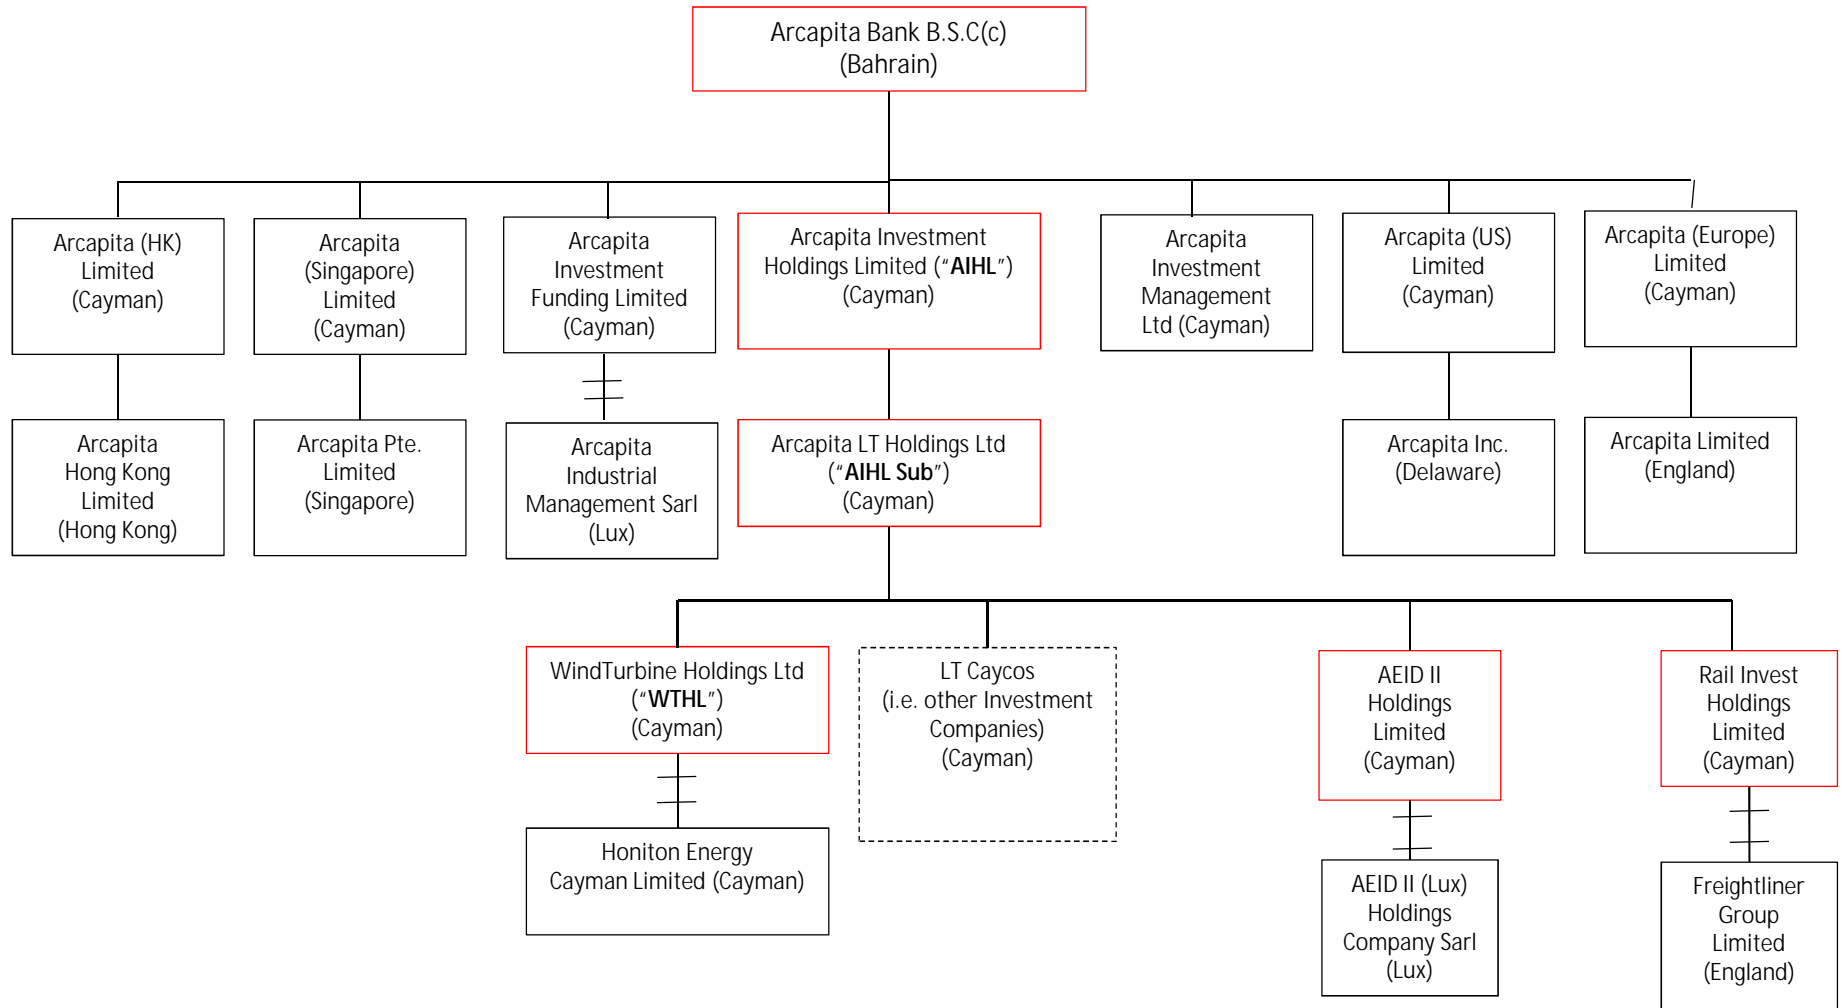 Arcapita Bank B.S.C(c)
(Bahrain)
Arcapita (HK)
Limited
(Cayman)
Arcapita
(Singapore)
Limited
(Cayman)
Arcapita
Investment
Funding Limited
(Cayman)
Arcapita Investment
Holdings Limited (“AIHL”)
(Cayman)
Arcapita
Investment
Management
Ltd (Cayman)
Arcapita (US)
Limited
(Cayman)
Arcapita (Europe)
Limited
(Cayman)
Arcapita
Hong Kong
Limited
(Hong Kong)
Arcapita Pte.
Limited
(Singapore)
Arcapita
Industrial
Management Sarl
(Lux)
Arcapita LT Holdings Ltd
(“AIHL Sub”)
(Cayman)
Arcapita Inc.
(Delaware)
Arcapita Limited
(England)
WindTurbine Holdings Ltd
(“WTHL”)
(Cayman)
LT Caycos
(i.e. other Investment
Companies)
(Cayman)
AEID II
Holdings
Limited
(Cayman)
Rail Invest
Holdings
Limited
(Cayman)
Honiton Energy
Cayman Limited (Cayman)
AEID II (Lux)
Holdings
Company Sarl
(Lux)
Freightliner
Group
Limited
(England)